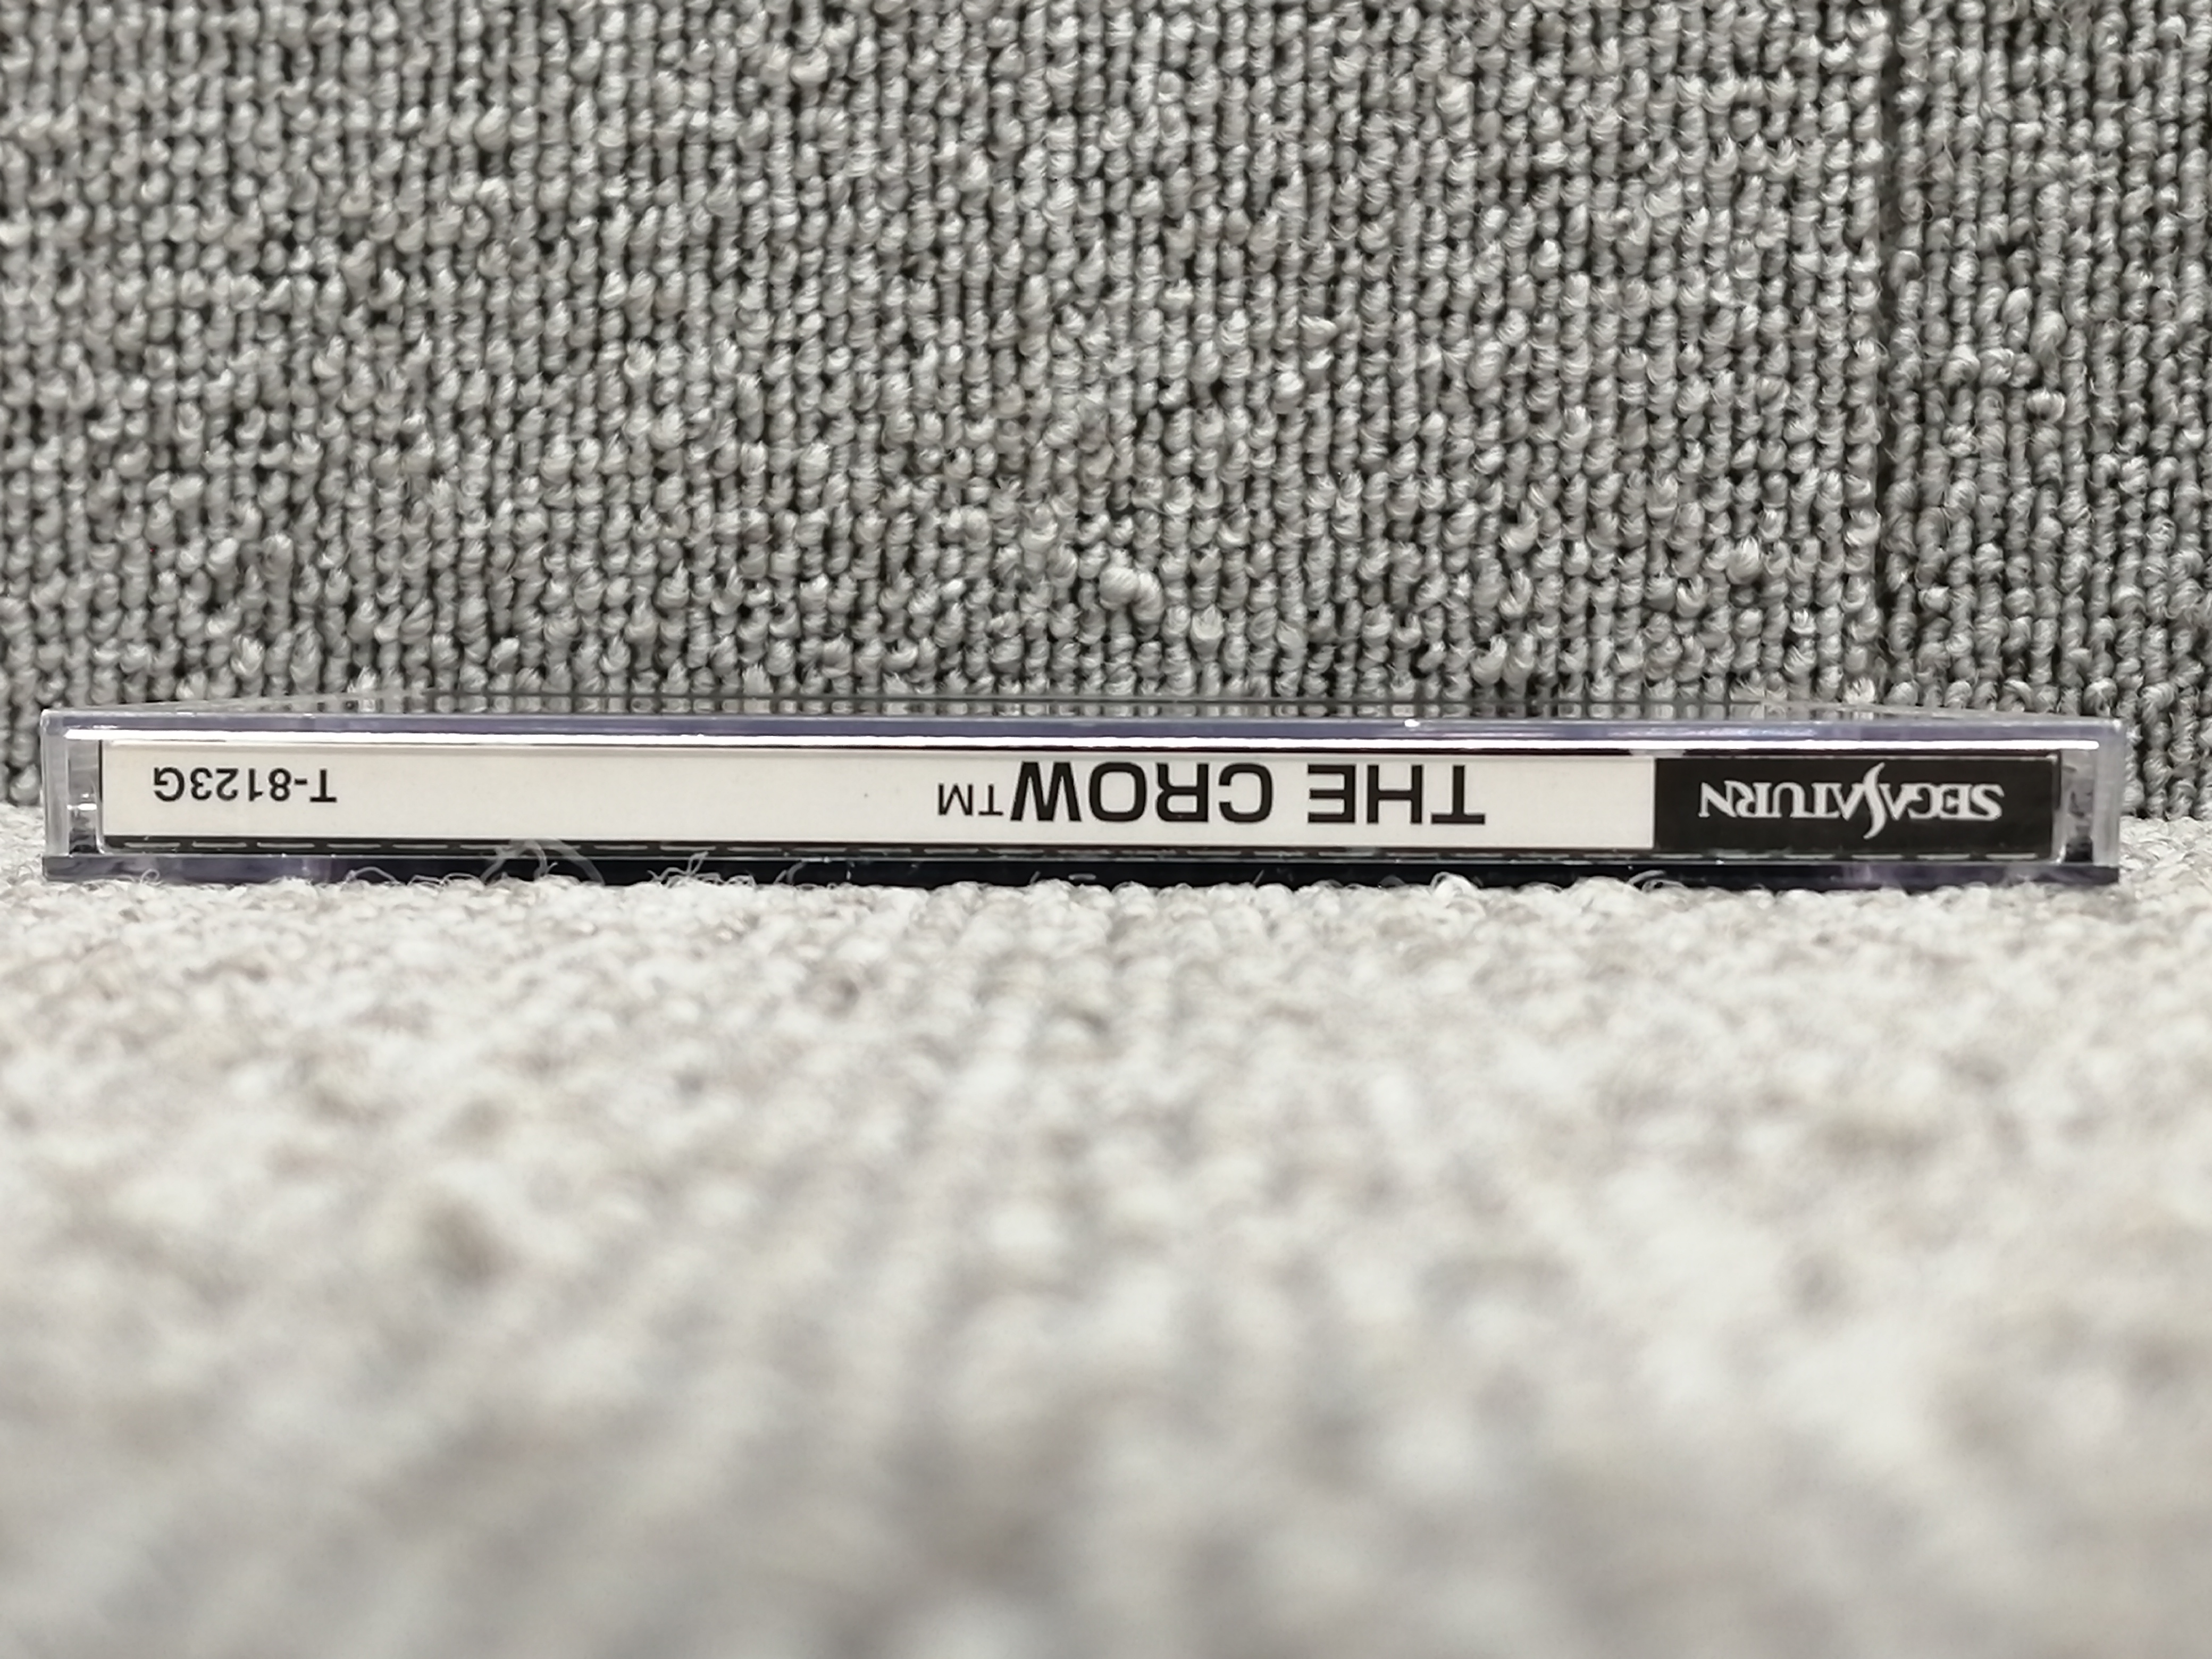 SEGA SATURN THE CROW™ T-8123G